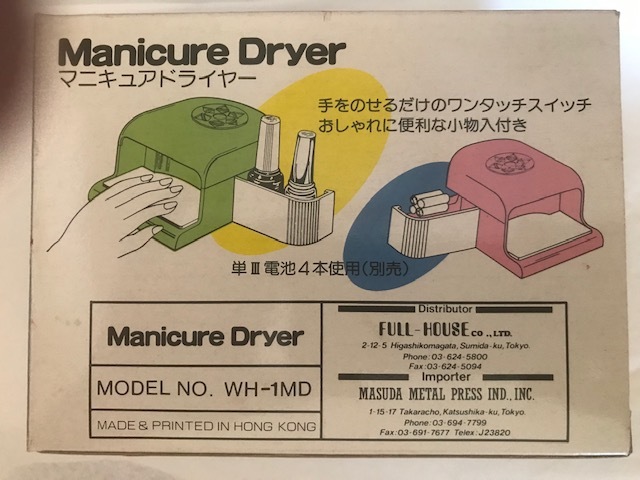 Manicure Dryer
マニキュアドライヤー
手をのせるだけのワンタッチスイッチ
おしゃれに便利な小物入付き
単Ⅲ電池4本使用(別売)
Manicure Dryer
MODEL NO. WH-1MD
MADE & PRINTED IN HONG KONG
Distributor
FULL-HOUSE CO.,LTD.
2-12-5 Higashikomagata, Sumida-ku, Tokyo.
Phone:03-624-5800
Fax:03-624-5094
Importer
MASUDA METAL PRESS IND., INC.
1-15-17 Takaracho, Katsushika-ku, Tokyo.
Phone:03-694-7799
Fax:03-691-7677 Telex:J23820